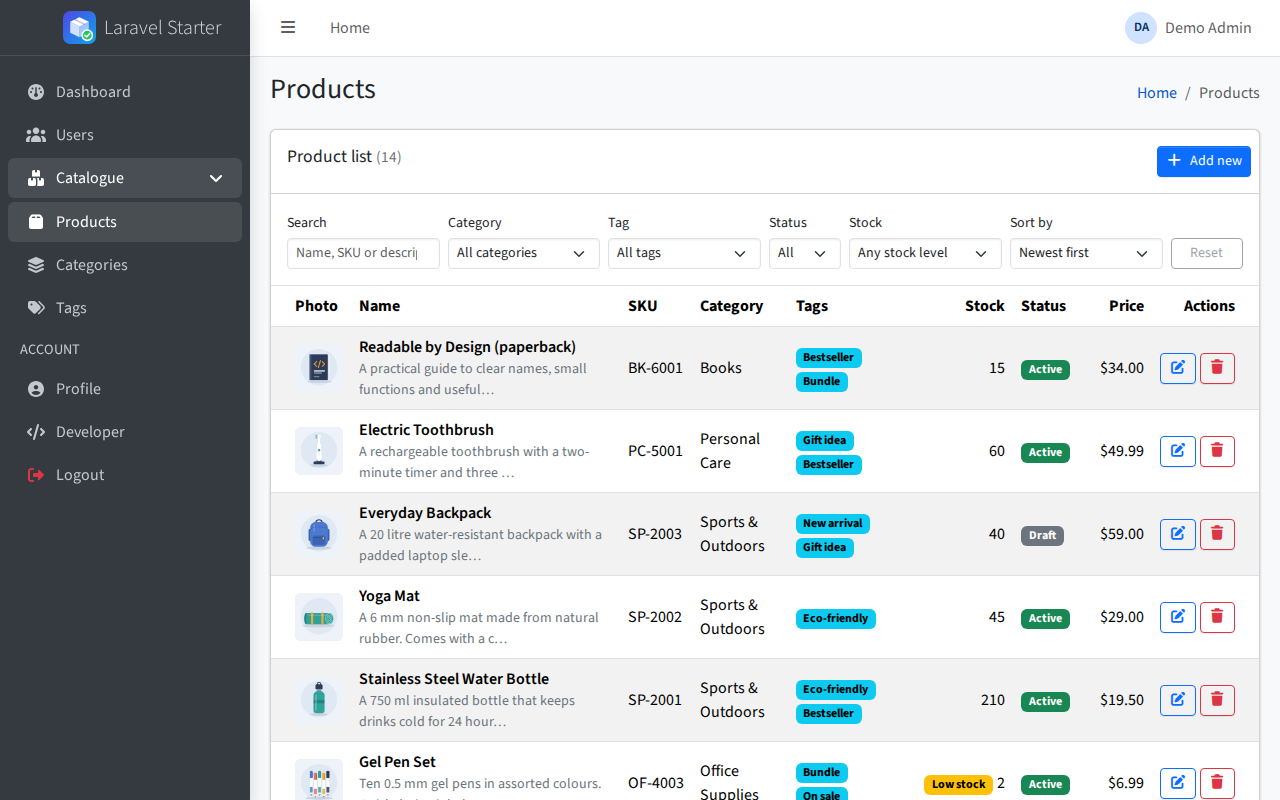 Laravel Starter
Home
DA Demo Admin
Dashboard
Users
Catalogue
Products
Categories
Tags
ACCOUNT
Profile
Developer
Logout
Products
Home / Products
Product list (14)
Add new
Search Category Tag Status Stock Sort by
Name, SKU or descrip All categories All tags All Any stock level Newest first Reset
Photo Name SKU Category Tags Stock Status Price Actions
Readable by Design (paperback)
A practical guide to clear names, small
functions and useful…
BK-6001 Books
Bestseller
Bundle
15 Active $34.00
Electric Toothbrush
A rechargeable toothbrush with a two-
minute timer and three …
PC-5001
Personal
Care
Gift idea
Bestseller
60 Active $49.99
Everyday Backpack
A 20 litre water-resistant backpack with a
padded laptop sle…
SP-2003
Sports &
Outdoors
New arrival
Gift idea
40 Draft $59.00
Yoga Mat
A 6 mm non-slip mat made from natural
rubber. Comes with a c…
SP-2002
Sports &
Outdoors
Eco-friendly
45 Active $29.00
Stainless Steel Water Bottle
A 750 ml insulated bottle that keeps
drinks cold for 24 hour…
SP-2001
Sports &
Outdoors
Eco-friendly
Bestseller
210 Active $19.50
Gel Pen Set
Ten 0.5 mm gel pens in assorted colours.
OF-4003
Office
Supplies
Bundle
On sale
Low stock 2 Active $6.99